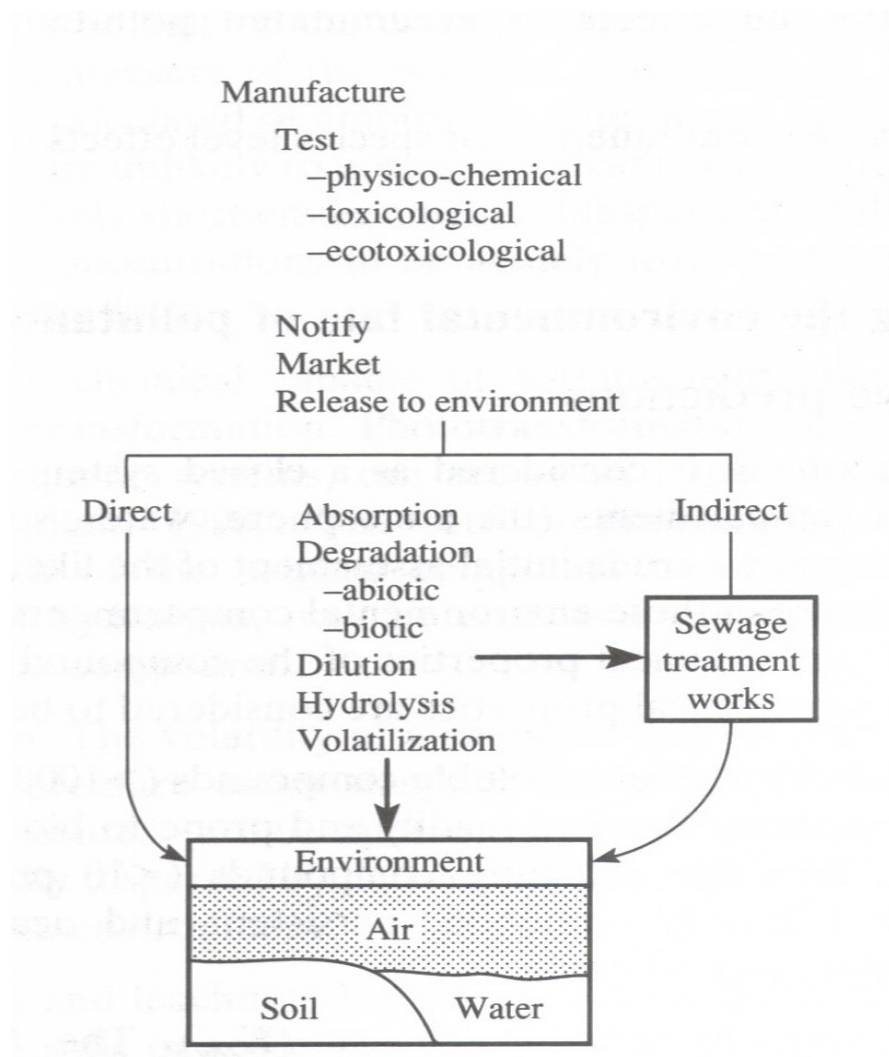 Manufacture
Test
–physico-chemical
–toxicological
–ecotoxicological
Notify
Market
Release to environment
Direct
Absorption
Degradation
–abiotic
–biotic
Dilution
Hydrolysis
Volatilization
Indirect
Sewage
treatment
works
Environment
Air
Soil
Water